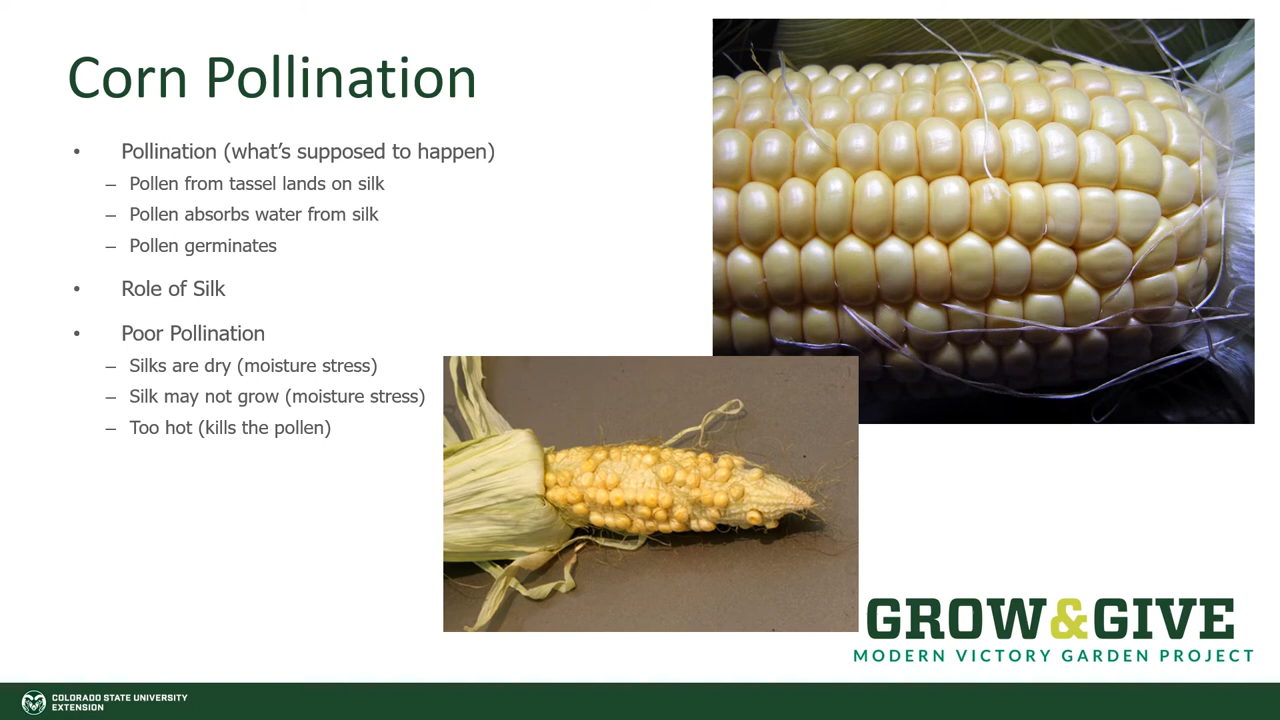 Corn Pollination
• Pollination (what's supposed to happen)
– Pollen from tassel lands on silk
– Pollen absorbs water from silk
– Pollen germinates
• Role of Silk
• Poor Pollination
– Silks are dry (moisture stress)
– Silk may not grow (moisture stress)
– Too hot (kills the pollen)
GROW&GIVE
MODERN VICTORY GARDEN PROJECT
COLORADO STATE UNIVERSITY
EXTENSION